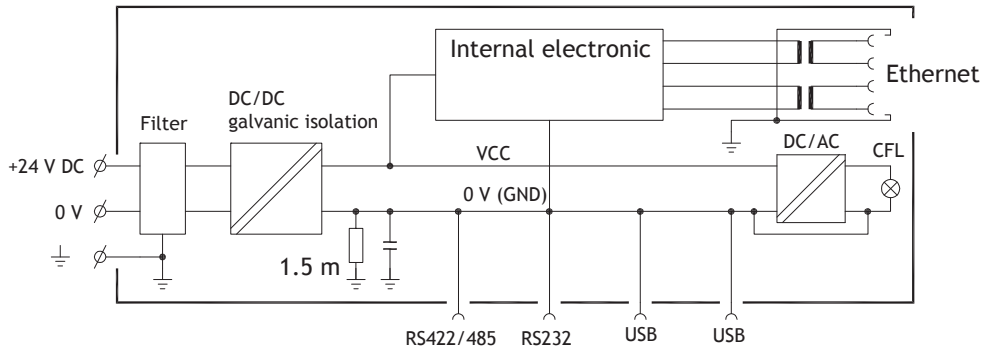 Internal electronic
Ethernet
DC/DC
galvanic isolation
Filter
+24 V DC
VCC
DC/AC
CFL
0 V
0 V (GND)
1.5 m
RS422/485
RS232
USB
USB